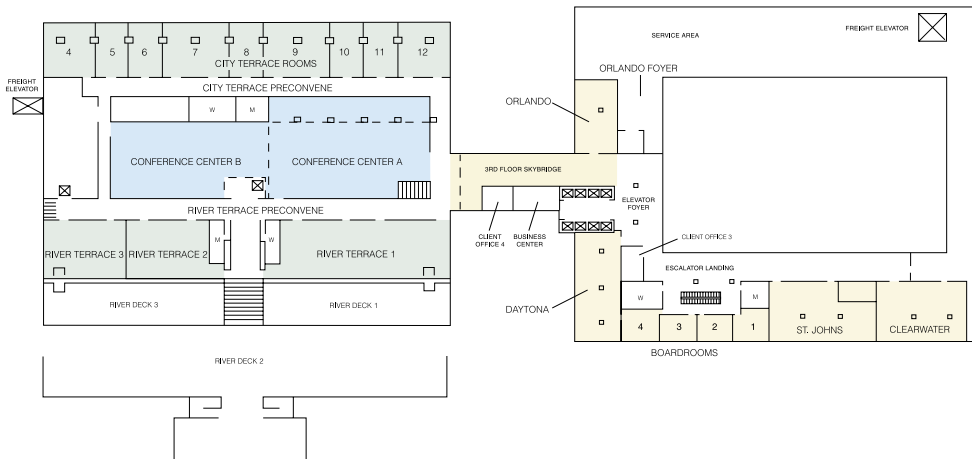 4
5
6
7
8
9
10
11
12
CITY TERRACE ROOMS
FREIGHT
ELEVATOR
CITY TERRACE PRECONVENE
W
M
CONFERENCE CENTER B
CONFERENCE CENTER A
RIVER TERRACE PRECONVENE
RIVER TERRACE 3
RIVER TERRACE 2
M
W
RIVER TERRACE 1
RIVER DECK 3
RIVER DECK 1
RIVER DECK 2
SERVICE AREA
FREIGHT ELEVATOR
ORLANDO FOYER
ORLANDO
3RD FLOOR SKYBRIDGE
CLIENT
OFFICE 4
BUSINESS
CENTER
ELEVATOR
FOYER
CLIENT OFFICE 3
ESCALATOR LANDING
DAYTONA
W
M
4
3
2
1
ST. JOHNS
CLEARWATER
BOARDROOMS